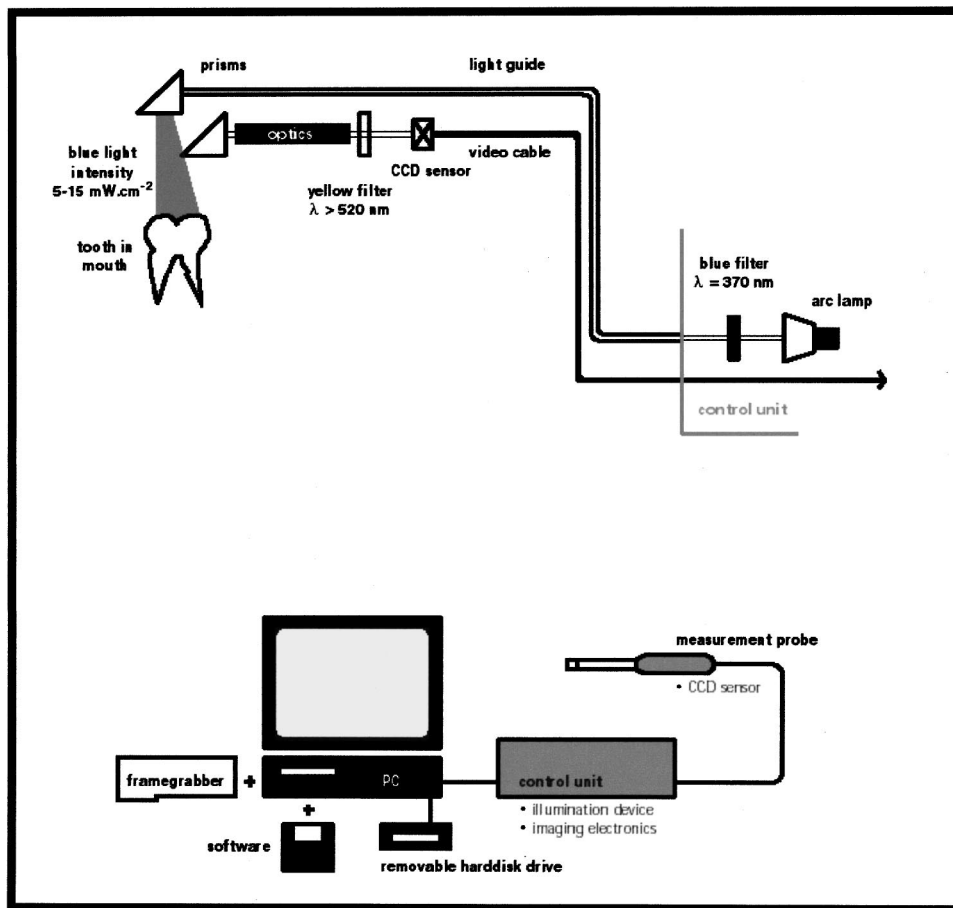 prisms
light guide
optics
blue light
intensity
5-15 mW.cm-2
CCD sensor
video cable
yellow filter
λ > 520 nm
tooth in
mouth
blue filter
λ = 370 nm
arc lamp
control unit
measurement probe
• CCD sensor
framegrabber
+
PC
control unit
• illumination device
• imaging electronics
+
software
removable harddisk drive